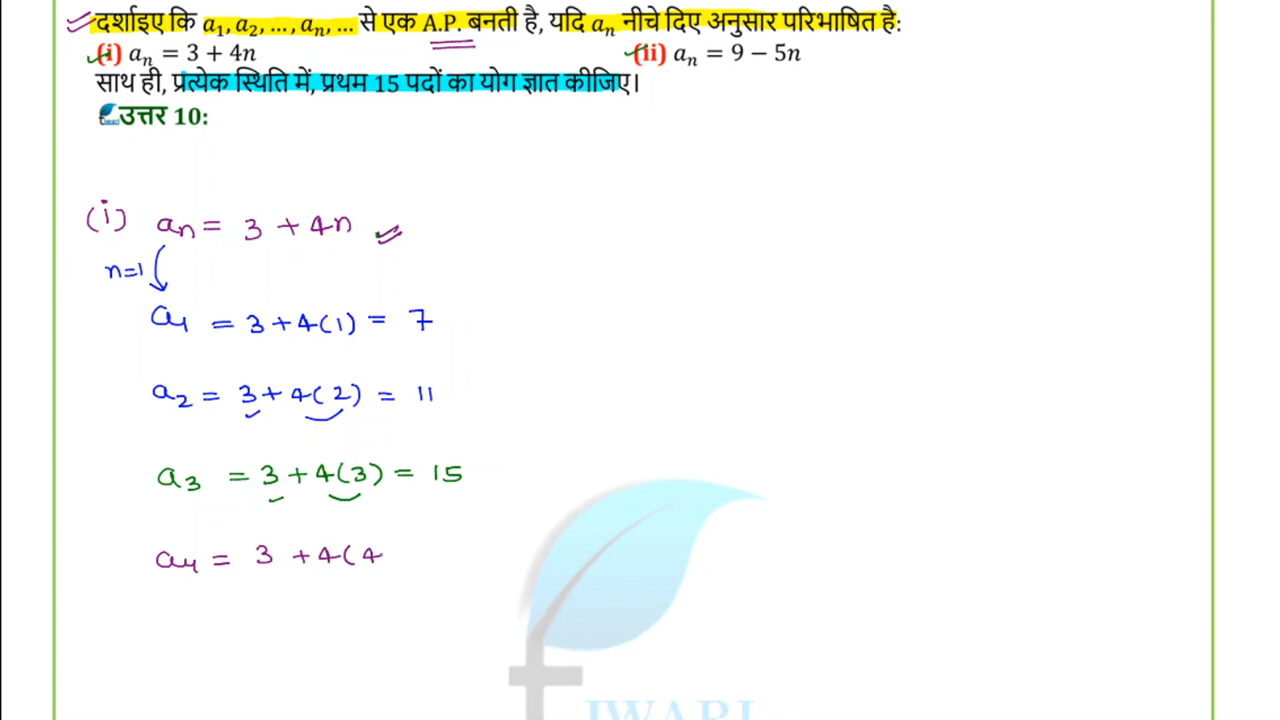 दर्शाइए कि a₁, a₂, ..., aₙ, ... से एक A.P. बनती है, यदि aₙ नीचे दिए अनुसार परिभाषित है:
(i) aₙ = 3 + 4n (ii) aₙ = 9 − 5n
साथ ही, प्रत्येक स्थिति में, प्रथम 15 पदों का योग ज्ञात कीजिए।
उत्तर 10:
(i) aₙ = 3 + 4n
n=1
a₁ = 3 + 4(1) = 7
a₂ = 3 + 4(2) = 11
a₃ = 3 + 4(3) = 15
a₄ = 3 + 4(4
IWARI